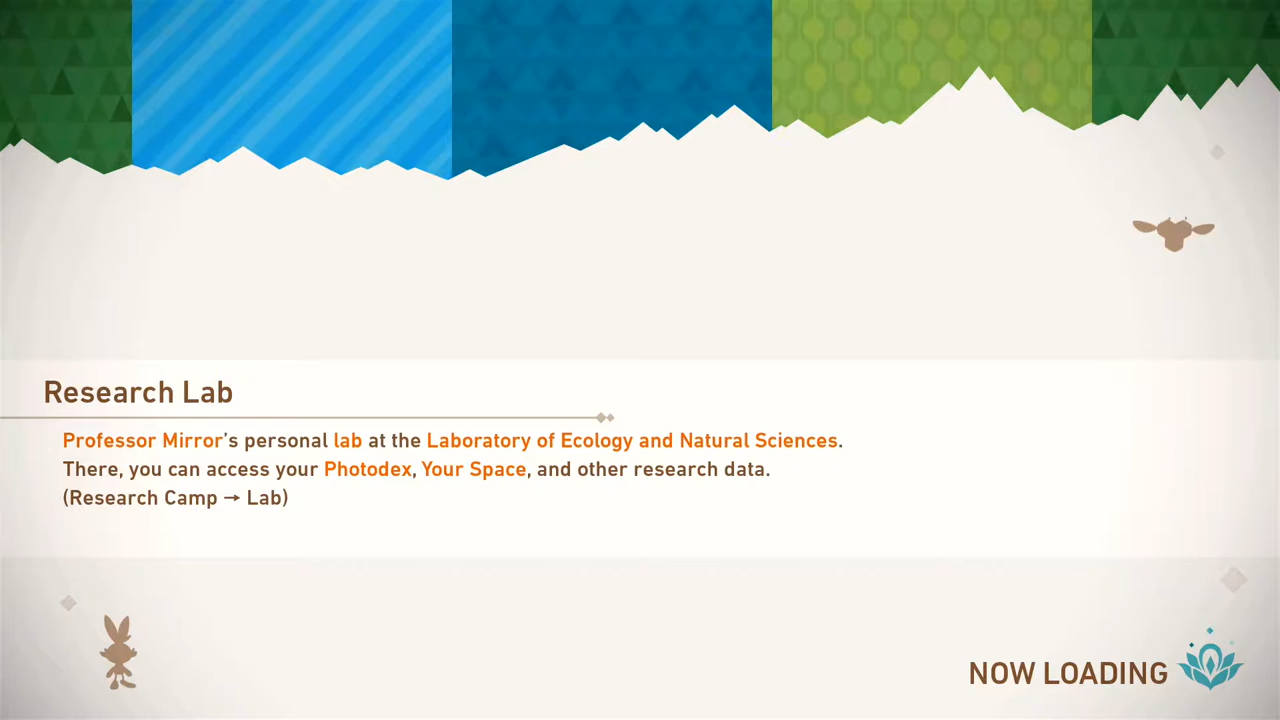 Research Lab
Professor Mirror's personal lab at the Laboratory of Ecology and Natural Sciences.
There, you can access your Photodex, Your Space, and other research data.
(Research Camp → Lab)
NOW LOADING